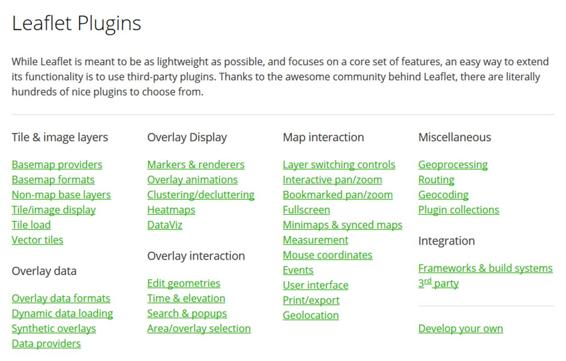 Leaflet Plugins
While Leaflet is meant to be as lightweight as possible, and focuses on a core set of features, an easy way to extend
its functionality is to use third-party plugins. Thanks to the awesome community behind Leaflet, there are literally
hundreds of nice plugins to choose from.
Tile & image layers
Basemap providers
Basemap formats
Non-map base layers
Tile/image display
Tile load
Vector tiles
Overlay data
Overlay data formats
Dynamic data loading
Synthetic overlays
Data providers
Overlay Display
Markers & renderers
Overlay animations
Clustering/decluttering
Heatmaps
DataViz
Overlay interaction
Edit geometries
Time & elevation
Search & popups
Area/overlay selection
Map interaction
Layer switching controls
Interactive pan/zoom
Bookmarked pan/zoom
Fullscreen
Minimaps & synced maps
Measurement
Mouse coordinates
Events
User interface
Print/export
Geolocation
Miscellaneous
Geoprocessing
Routing
Geocoding
Plugin collections
Integration
Frameworks & build systems
3rd party
Develop your own